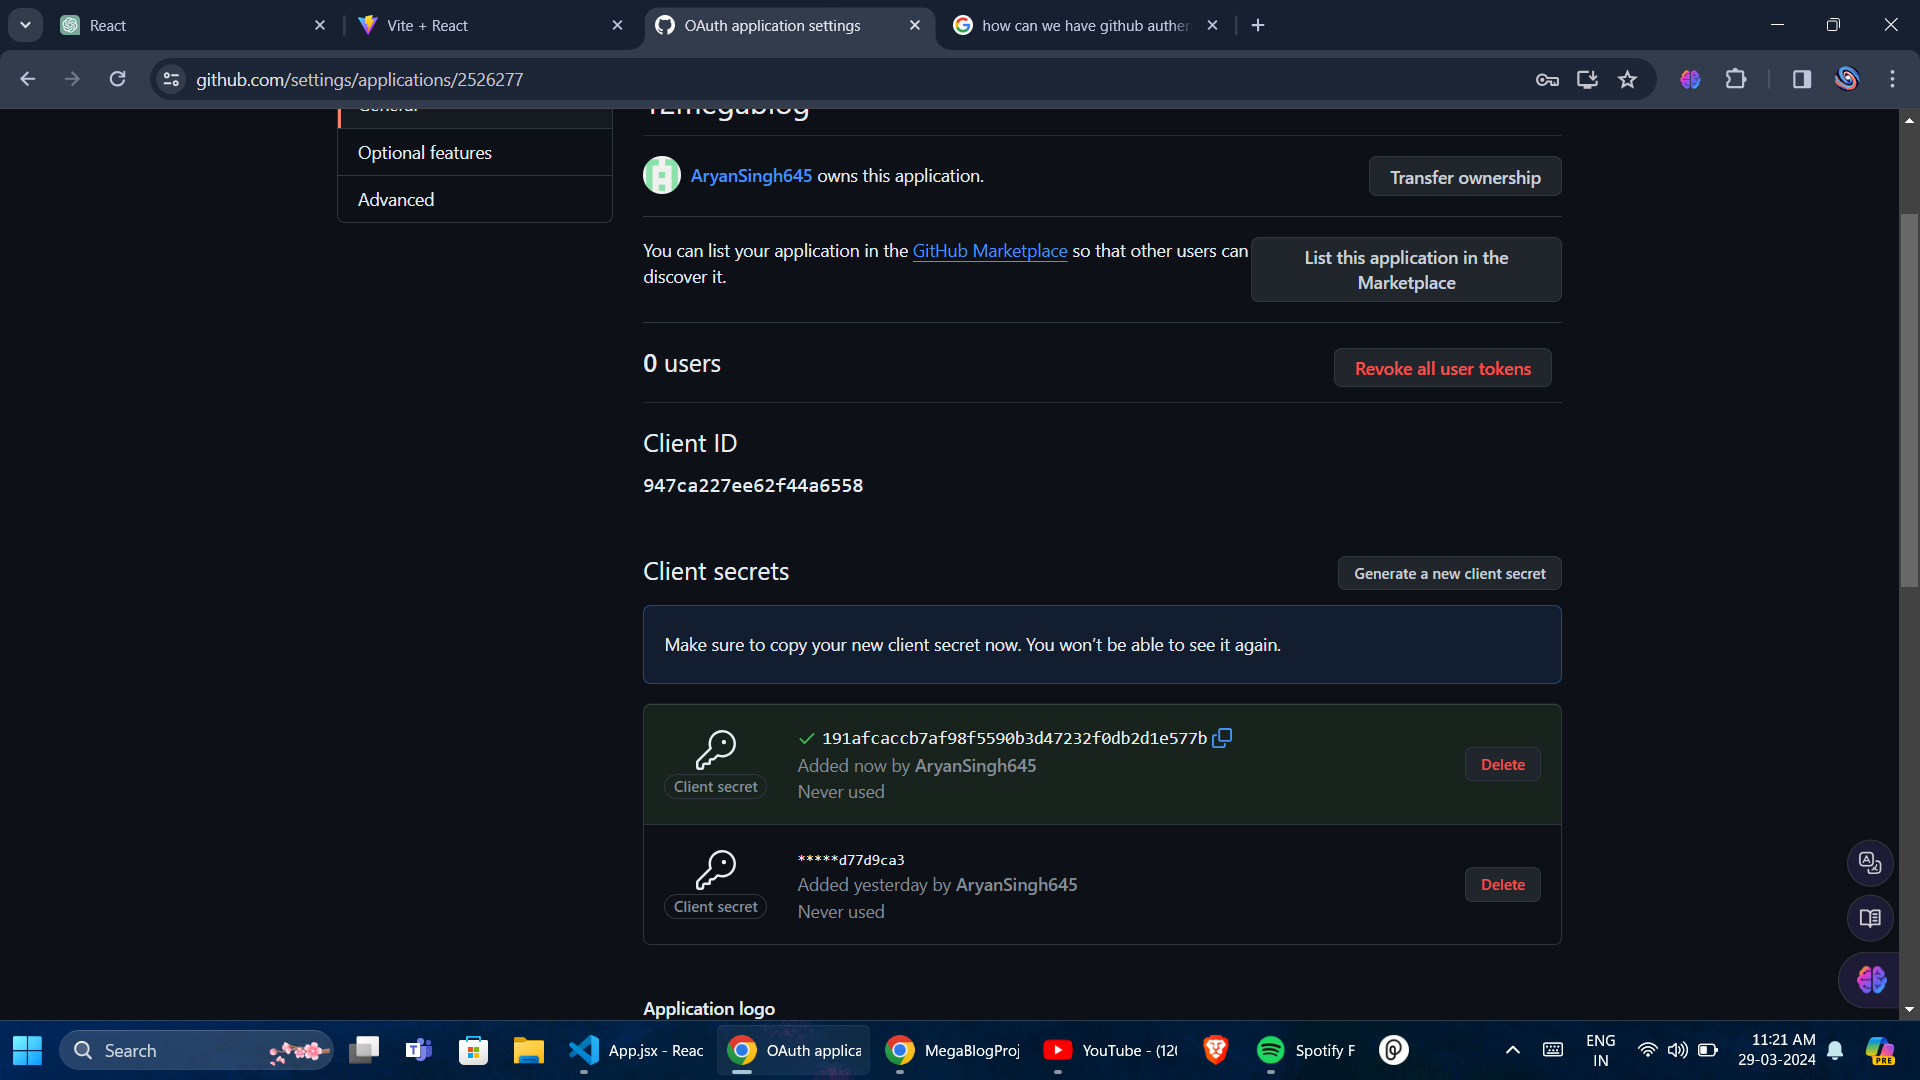 React
Vite + React
OAuth application settings
how can we have github authen
github.com/settings/applications/2526277
General
12megablog
Optional features
AryanSingh645 owns this application.
Transfer ownership
Advanced
You can list your application in the GitHub Marketplace so that other users can
discover it.
List this application in the
Marketplace
0 users
Revoke all user tokens
Client ID
947ca227ee62f44a6558
Client secrets
Generate a new client secret
Make sure to copy your new client secret now. You won’t be able to see it again.
191afcaccb7af98f5590b3d47232f0db2d1e577b
Added now by AryanSingh645
Never used
Client secret
Delete
*****d77d9ca3
Added yesterday by AryanSingh645
Never used
Client secret
Delete
Application logo
Search
App.jsx - Reac
OAuth applica
MegaBlogProj
YouTube - (120
Spotify F
ENG
IN
11:21 AM
29-03-2024
PRE